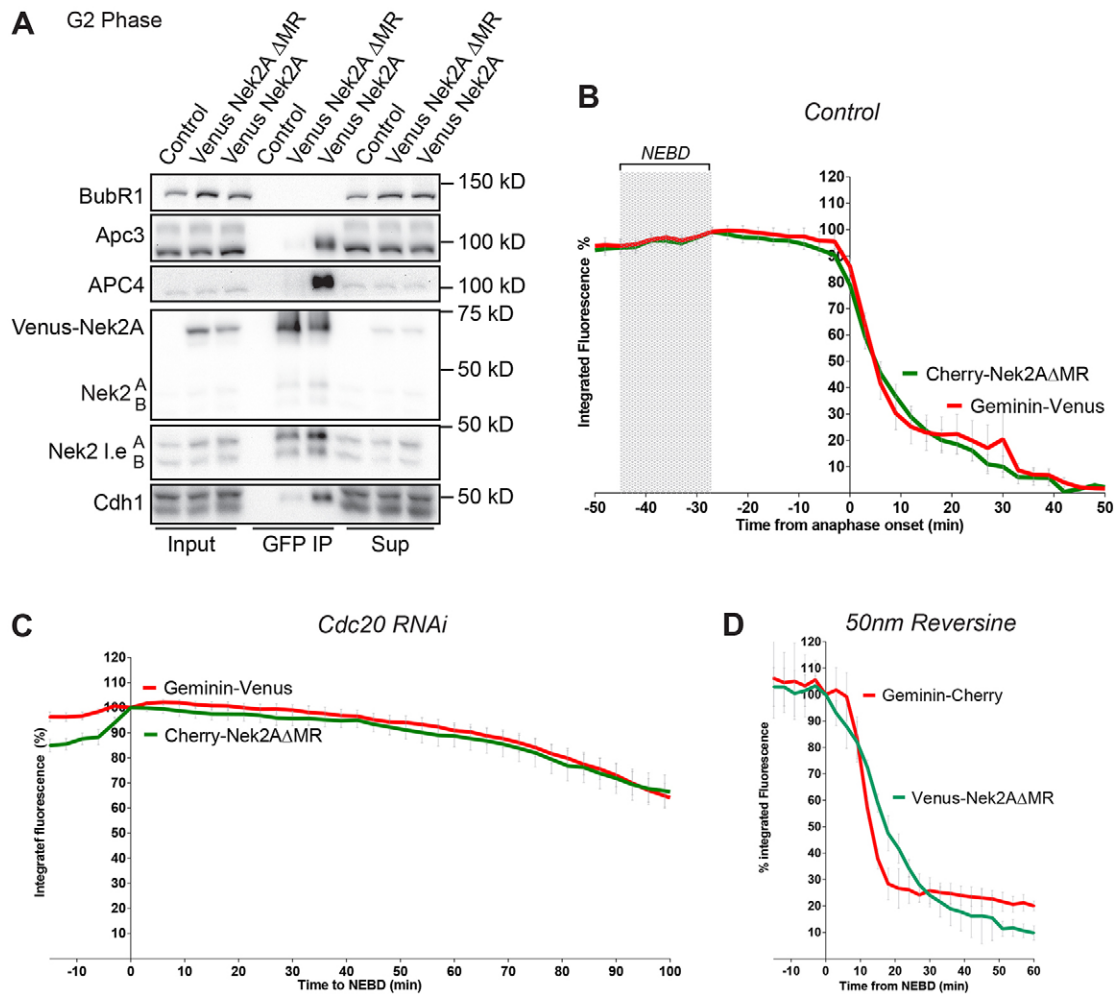 A G2 Phase
Control
Venus Nek2A ΔMR
Venus Nek2A
Control
Venus Nek2A ΔMR
Venus Nek2A
Control
Venus Nek2A ΔMR
Venus Nek2A
BubR1
150 kD
Apc3
100 kD
APC4
100 kD
Venus-Nek2A
75 kD
50 kD
Nek2 A
B
Nek2 l.e A
B
50 kD
Cdh1
50 kD
Input GFP IP Sup
B Control
NEBD
Integrated Fluorescence %
120
110
100
90
80
70
60
50
40
30
20
10
Cherry-Nek2AΔMR
Geminin-Venus
-50 -40 -30 -20 -10 0 10 20 30 40 50
Time from anaphase onset (min)
C Cdc20 RNAi
Integratef fluorescence (%)
120
110
100
90
80
70
60
50
40
30
20
10
Geminin-Venus
Cherry-Nek2AΔMR
-10 0 10 20 30 40 50 60 70 80 90 100
Time to NEBD (min)
D 50nm Reversine
% integrated Fluorescence
120
110
100
90
80
70
60
50
40
30
20
10
Geminin-Cherry
Venus-Nek2AΔMR
-10 0 10 20 30 40 50 60
Time from NEBD (min)